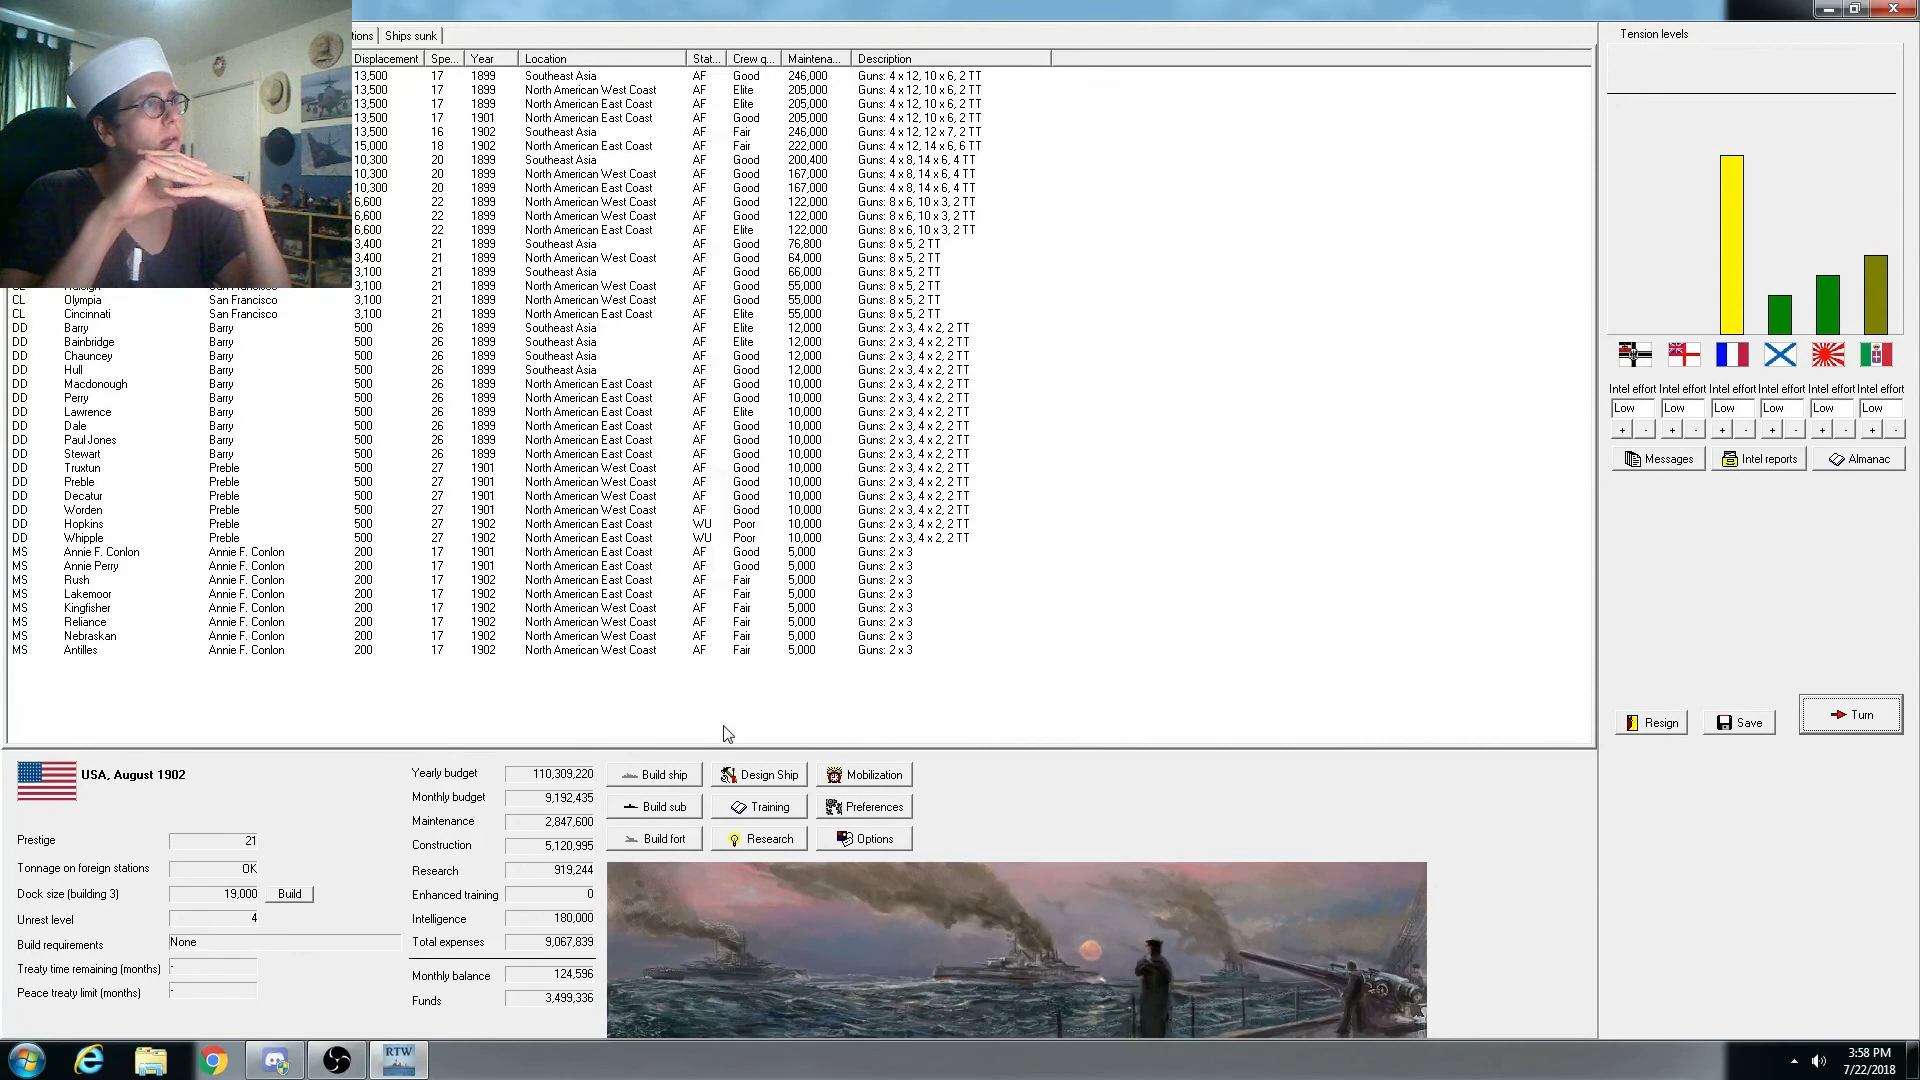 tions Ships sunk
Tension levels
Displacement Spe... Year Location Stat... Crew q... Maintena... Description
13,500 17 1899 Southeast Asia AF Good 246,000 Guns: 4 x 12, 10 x 6, 2 TT
13,500 17 1899 North American West Coast AF Elite 205,000 Guns: 4 x 12, 10 x 6, 2 TT
13,500 17 1899 North American East Coast AF Elite 205,000 Guns: 4 x 12, 10 x 6, 2 TT
13,500 17 1901 North American East Coast AF Good 205,000 Guns: 4 x 12, 10 x 6, 2 TT
13,500 16 1902 Southeast Asia AF Fair 246,000 Guns: 4 x 12, 12 x 7, 2 TT
15,000 18 1902 North American East Coast AF Fair 222,000 Guns: 4 x 12, 14 x 6, 6 TT
10,300 20 1899 Southeast Asia AF Good 200,400 Guns: 4 x 8, 14 x 6, 4 TT
10,300 20 1899 North American West Coast AF Good 167,000 Guns: 4 x 8, 14 x 6, 4 TT
10,300 20 1899 North American East Coast AF Good 167,000 Guns: 4 x 8, 14 x 6, 4 TT
6,600 22 1899 North American West Coast AF Good 122,000 Guns: 8 x 6, 10 x 3, 2 TT
6,600 22 1899 North American West Coast AF Good 122,000 Guns: 8 x 6, 10 x 3, 2 TT
6,600 22 1899 North American East Coast AF Elite 122,000 Guns: 8 x 6, 10 x 3, 2 TT
3,400 21 1899 Southeast Asia AF Good 76,800 Guns: 8 x 5, 2 TT
3,400 21 1899 North American West Coast AF Good 64,000 Guns: 8 x 5, 2 TT
3,100 21 1899 Southeast Asia AF Good 66,000 Guns: 8 x 5, 2 TT
3,100 21 1899 North American West Coast AF Good 55,000 Guns: 8 x 5, 2 TT
CL Olympia San Francisco 3,100 21 1899 North American West Coast AF Good 55,000 Guns: 8 x 5, 2 TT
CL Cincinnati San Francisco 3,100 21 1899 North American East Coast AF Elite 55,000 Guns: 8 x 5, 2 TT
DD Barry Barry 500 26 1899 Southeast Asia AF Elite 12,000 Guns: 2 x 3, 4 x 2, 2 TT
DD Bainbridge Barry 500 26 1899 Southeast Asia AF Elite 12,000 Guns: 2 x 3, 4 x 2, 2 TT
DD Chauncey Barry 500 26 1899 Southeast Asia AF Good 12,000 Guns: 2 x 3, 4 x 2, 2 TT
DD Hull Barry 500 26 1899 Southeast Asia AF Good 12,000 Guns: 2 x 3, 4 x 2, 2 TT
DD Macdonough Barry 500 26 1899 North American East Coast AF Good 10,000 Guns: 2 x 3, 4 x 2, 2 TT
DD Perry Barry 500 26 1899 North American East Coast AF Good 10,000 Guns: 2 x 3, 4 x 2, 2 TT
DD Lawrence Barry 500 26 1899 North American East Coast AF Elite 10,000 Guns: 2 x 3, 4 x 2, 2 TT
DD Dale Barry 500 26 1899 North American East Coast AF Good 10,000 Guns: 2 x 3, 4 x 2, 2 TT
DD Paul Jones Barry 500 26 1899 North American East Coast AF Good 10,000 Guns: 2 x 3, 4 x 2, 2 TT
DD Stewart Barry 500 26 1899 North American East Coast AF Good 10,000 Guns: 2 x 3, 4 x 2, 2 TT
DD Truxtun Preble 500 27 1901 North American West Coast AF Good 10,000 Guns: 2 x 3, 4 x 2, 2 TT
DD Preble Preble 500 27 1901 North American West Coast AF Good 10,000 Guns: 2 x 3, 4 x 2, 2 TT
DD Decatur Preble 500 27 1901 North American West Coast AF Good 10,000 Guns: 2 x 3, 4 x 2, 2 TT
DD Worden Preble 500 27 1901 North American West Coast AF Good 10,000 Guns: 2 x 3, 4 x 2, 2 TT
DD Hopkins Preble 500 27 1902 North American East Coast WU Poor 10,000 Guns: 2 x 3, 4 x 2, 2 TT
DD Whipple Preble 500 27 1902 North American East Coast WU Poor 10,000 Guns: 2 x 3, 4 x 2, 2 TT
MS Annie F. Conlon Annie F. Conlon 200 17 1901 North American East Coast AF Good 5,000 Guns: 2 x 3
MS Annie Perry Annie F. Conlon 200 17 1901 North American East Coast AF Good 5,000 Guns: 2 x 3
MS Rush Annie F. Conlon 200 17 1902 North American East Coast AF Fair 5,000 Guns: 2 x 3
MS Lakemoor Annie F. Conlon 200 17 1902 North American East Coast AF Fair 5,000 Guns: 2 x 3
MS Kingfisher Annie F. Conlon 200 17 1902 North American West Coast AF Fair 5,000 Guns: 2 x 3
MS Reliance Annie F. Conlon 200 17 1902 North American West Coast AF Fair 5,000 Guns: 2 x 3
MS Nebraskan Annie F. Conlon 200 17 1902 North American West Coast AF Fair 5,000 Guns: 2 x 3
MS Antilles Annie F. Conlon 200 17 1902 North American West Coast AF Fair 5,000 Guns: 2 x 3
Intel effort Intel effort Intel effort Intel effort Intel effort Intel effort
Low Low Low Low Low Low
+ - + - + - + - + - + -
Messages Intel reports Almanac
Resign Save Turn
USA, August 1902
Prestige 21
Tonnage on foreign stations OK
Dock size (building 3) 19,000 Build
Unrest level 4
Build requirements None
Treaty time remaining (months) -
Peace treaty limit (months) -
Yearly budget 110,309,220
Monthly budget 9,192,435
Maintenance 2,847,600
Construction 5,120,995
Research 919,244
Enhanced training 0
Intelligence 180,000
Total expenses 9,067,839
Monthly balance 124,596
Funds 3,499,336
Build ship Design Ship Mobilization
Build sub Training Preferences
Build fort Research Options
RTW
3:58 PM
7/22/2018